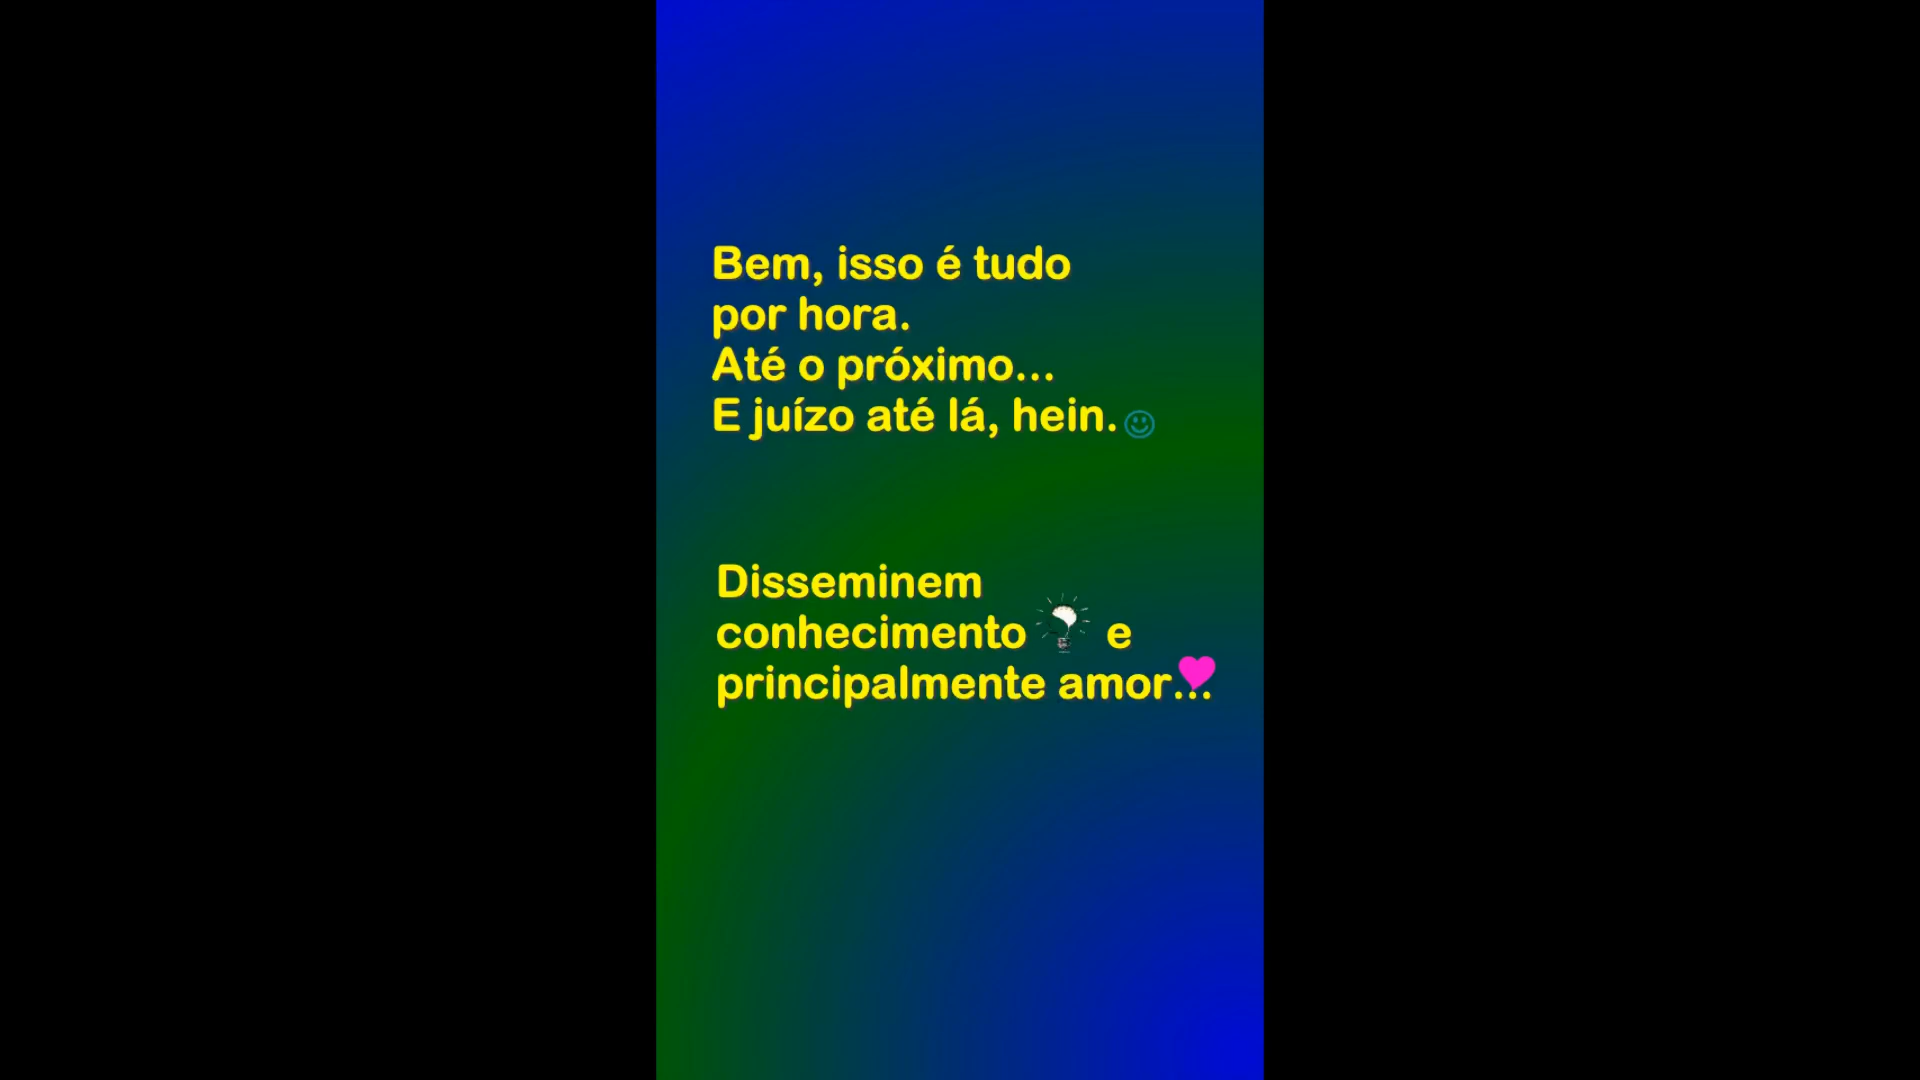 Bem, isso é tudo
por hora.
Até o próximo...
E juízo até lá, hein.
Disseminem
conhecimento e
principalmente amor...